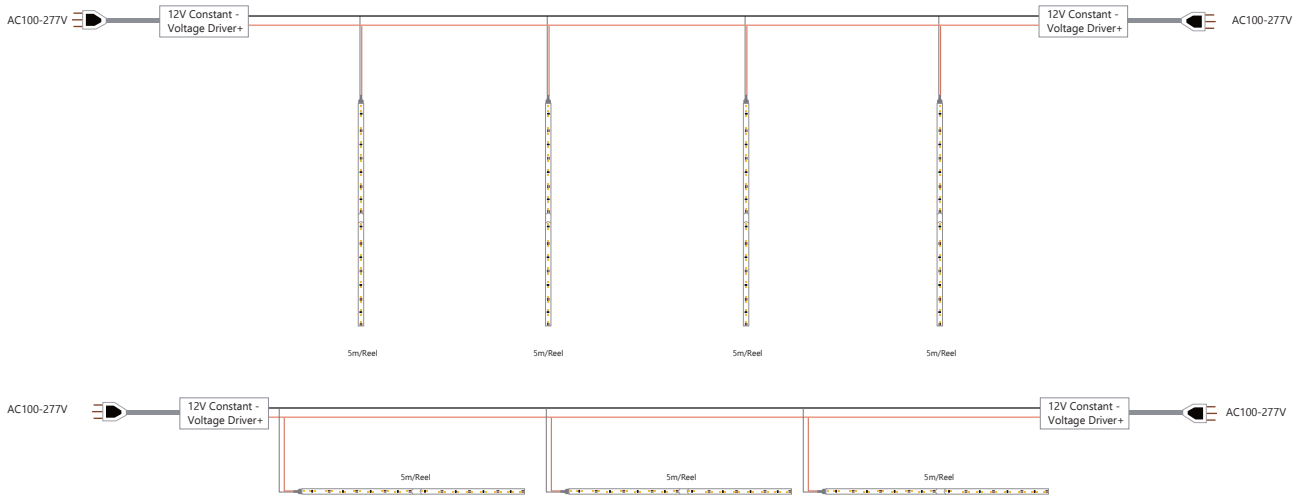 AC100-277V
12V Constant -
Voltage Driver+
12V Constant -
Voltage Driver+
AC100-277V
5m/Reel
5m/Reel
5m/Reel
5m/Reel
AC100-277V
12V Constant -
Voltage Driver+
12V Constant -
Voltage Driver+
AC100-277V
5m/Reel
5m/Reel
5m/Reel